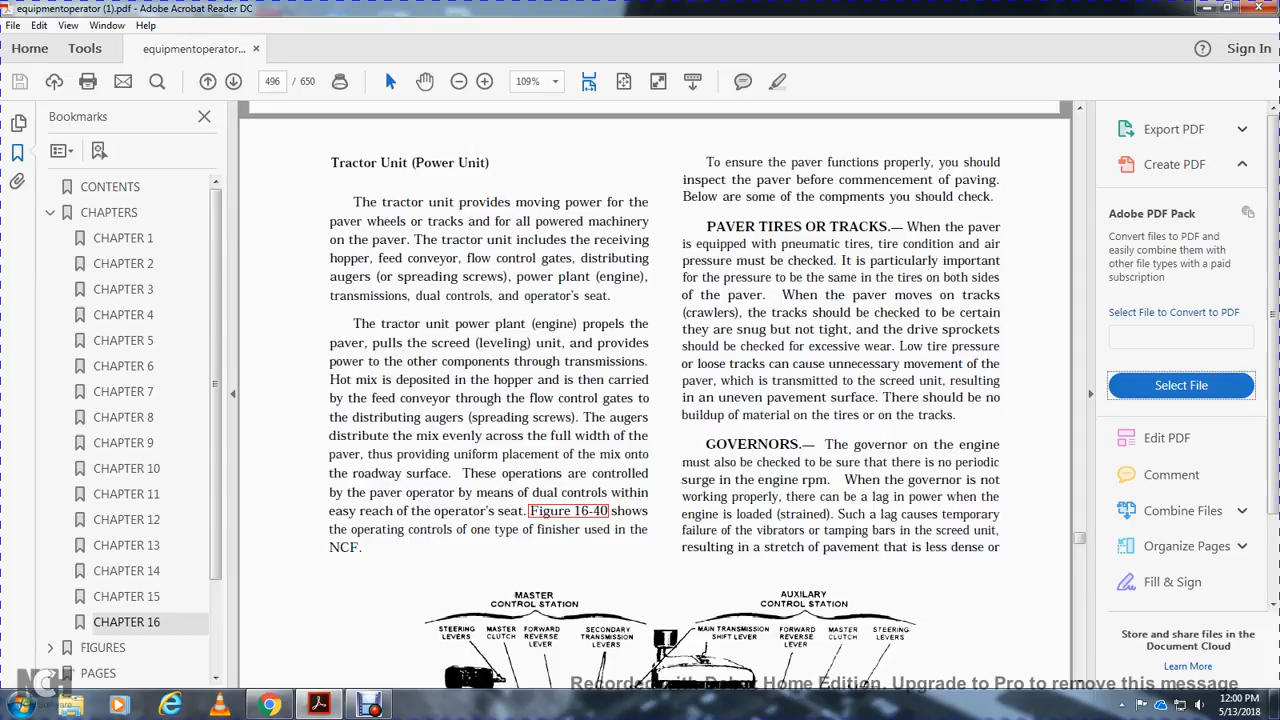 equipmentoperator (1).pdf - Adobe Acrobat Reader DC
File Edit View Window Help
Home Tools equipmentoperator... × Sign In
496 / 650 109%
Bookmarks
CONTENTS
CHAPTERS
CHAPTER 1
CHAPTER 2
CHAPTER 3
CHAPTER 4
CHAPTER 5
CHAPTER 6
CHAPTER 7
CHAPTER 8
CHAPTER 9
CHAPTER 10
CHAPTER 11
CHAPTER 12
CHAPTER 13
CHAPTER 14
CHAPTER 15
CHAPTER 16
FIGURES
PAGES
Tractor Unit (Power Unit)
The tractor unit provides moving power for the
paver wheels or tracks and for all powered machinery
on the paver. The tractor unit includes the receiving
hopper, feed conveyor, flow control gates, distributing
augers (or spreading screws), power plant (engine),
transmissions, dual controls, and operator's seat.
The tractor unit power plant (engine) propels the
paver, pulls the screed (leveling) unit, and provides
power to the other components through transmissions.
Hot mix is deposited in the hopper and is then carried
by the feed conveyor through the flow control gates to
the distributing augers (spreading screws). The augers
distribute the mix evenly across the full width of the
paver, thus providing uniform placement of the mix onto
the roadway surface. These operations are controlled
by the paver operator by means of dual controls within
easy reach of the operator's seat. Figure 16-40 shows
the operating controls of one type of finisher used in the
NCF.
To ensure the paver functions properly, you should
inspect the paver before commencement of paving.
Below are some of the compments you should check.
PAVER TIRES OR TRACKS.— When the paver
is equipped with pneumatic tires, tire condition and air
pressure must be checked. It is particularly important
for the pressure to be the same in the tires on both sides
of the paver. When the paver moves on tracks
(crawlers), the tracks should be checked to be certain
they are snug but not tight, and the drive sprockets
should be checked for excessive wear. Low tire pressure
or loose tracks can cause unnecessary movement of the
paver, which is transmitted to the screed unit, resulting
in an uneven pavement surface. There should be no
buildup of material on the tires or on the tracks.
GOVERNORS.— The governor on the engine
must also be checked to be sure that there is no periodic
surge in the engine rpm. When the governor is not
working properly, there can be a lag in power when the
engine is loaded (strained). Such a lag causes temporary
failure of the vibrators or tamping bars in the screed unit,
resulting in a stretch of pavement that is less dense or
MASTER
CONTROL STATION
STEERING
LEVERS
MASTER
CLUTCH
FORWARD
REVERSE
LEVER
SECONDARY
TRANSMISSION
LEVERS
AUXILARY
CONTROL STATION
MAIN TRANSMISSION
SHIFT LEVER
FORWARD
REVERSE
LEVER
MASTER
CLUTCH
STEERING
LEVERS
Export PDF
Create PDF
Adobe PDF Pack
Convert files to PDF and
easily combine them with
other file types with a paid
subscription
Select File to Convert to PDF
Select File
Edit PDF
Comment
Combine Files
Organize Pages
Fill & Sign
Store and share files in the
Document Cloud
Learn More
NCH
Software
Recorded with Debut Home Edition. Upgrade to Pro to remove this message
12:00 PM
5/13/2018